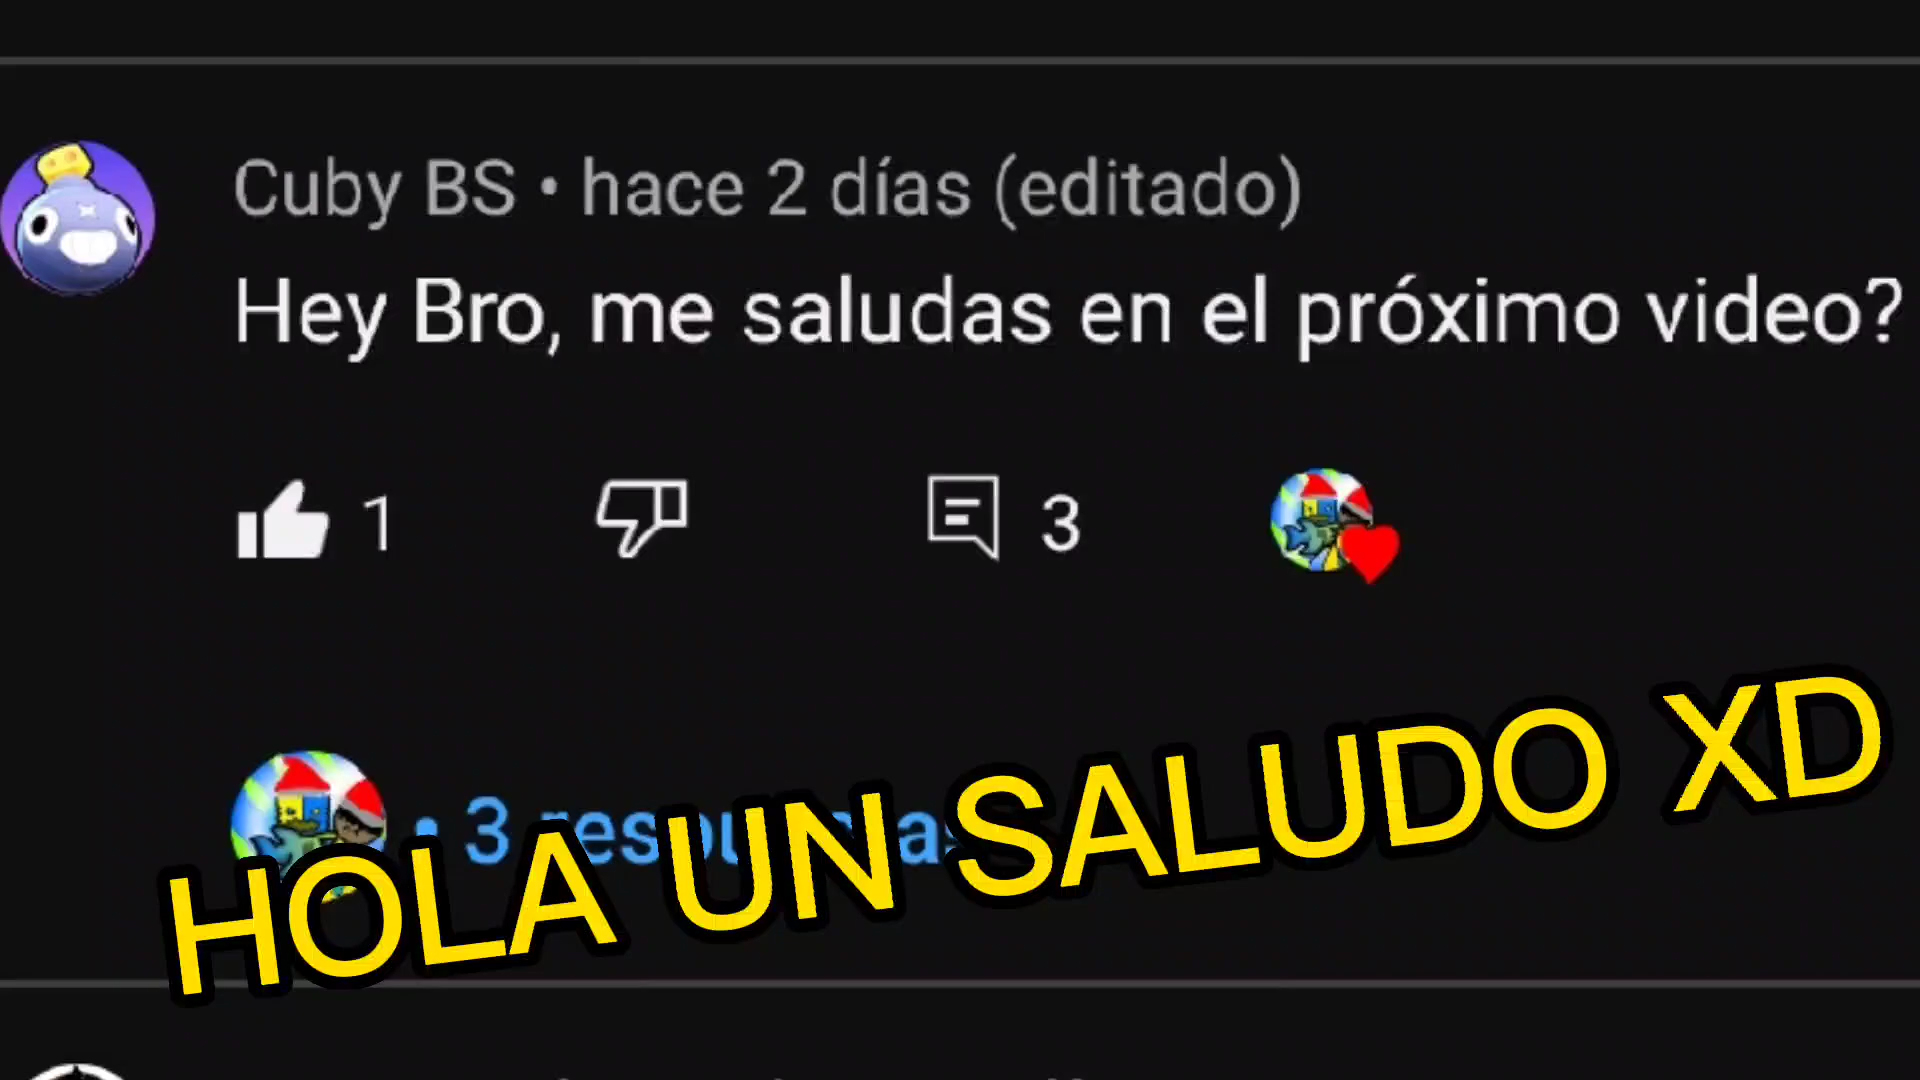 Cuby BS • hace 2 días (editado)
Hey Bro, me saludas en el próximo video?
1
3
• 3
HOLA UN SALUDO XD